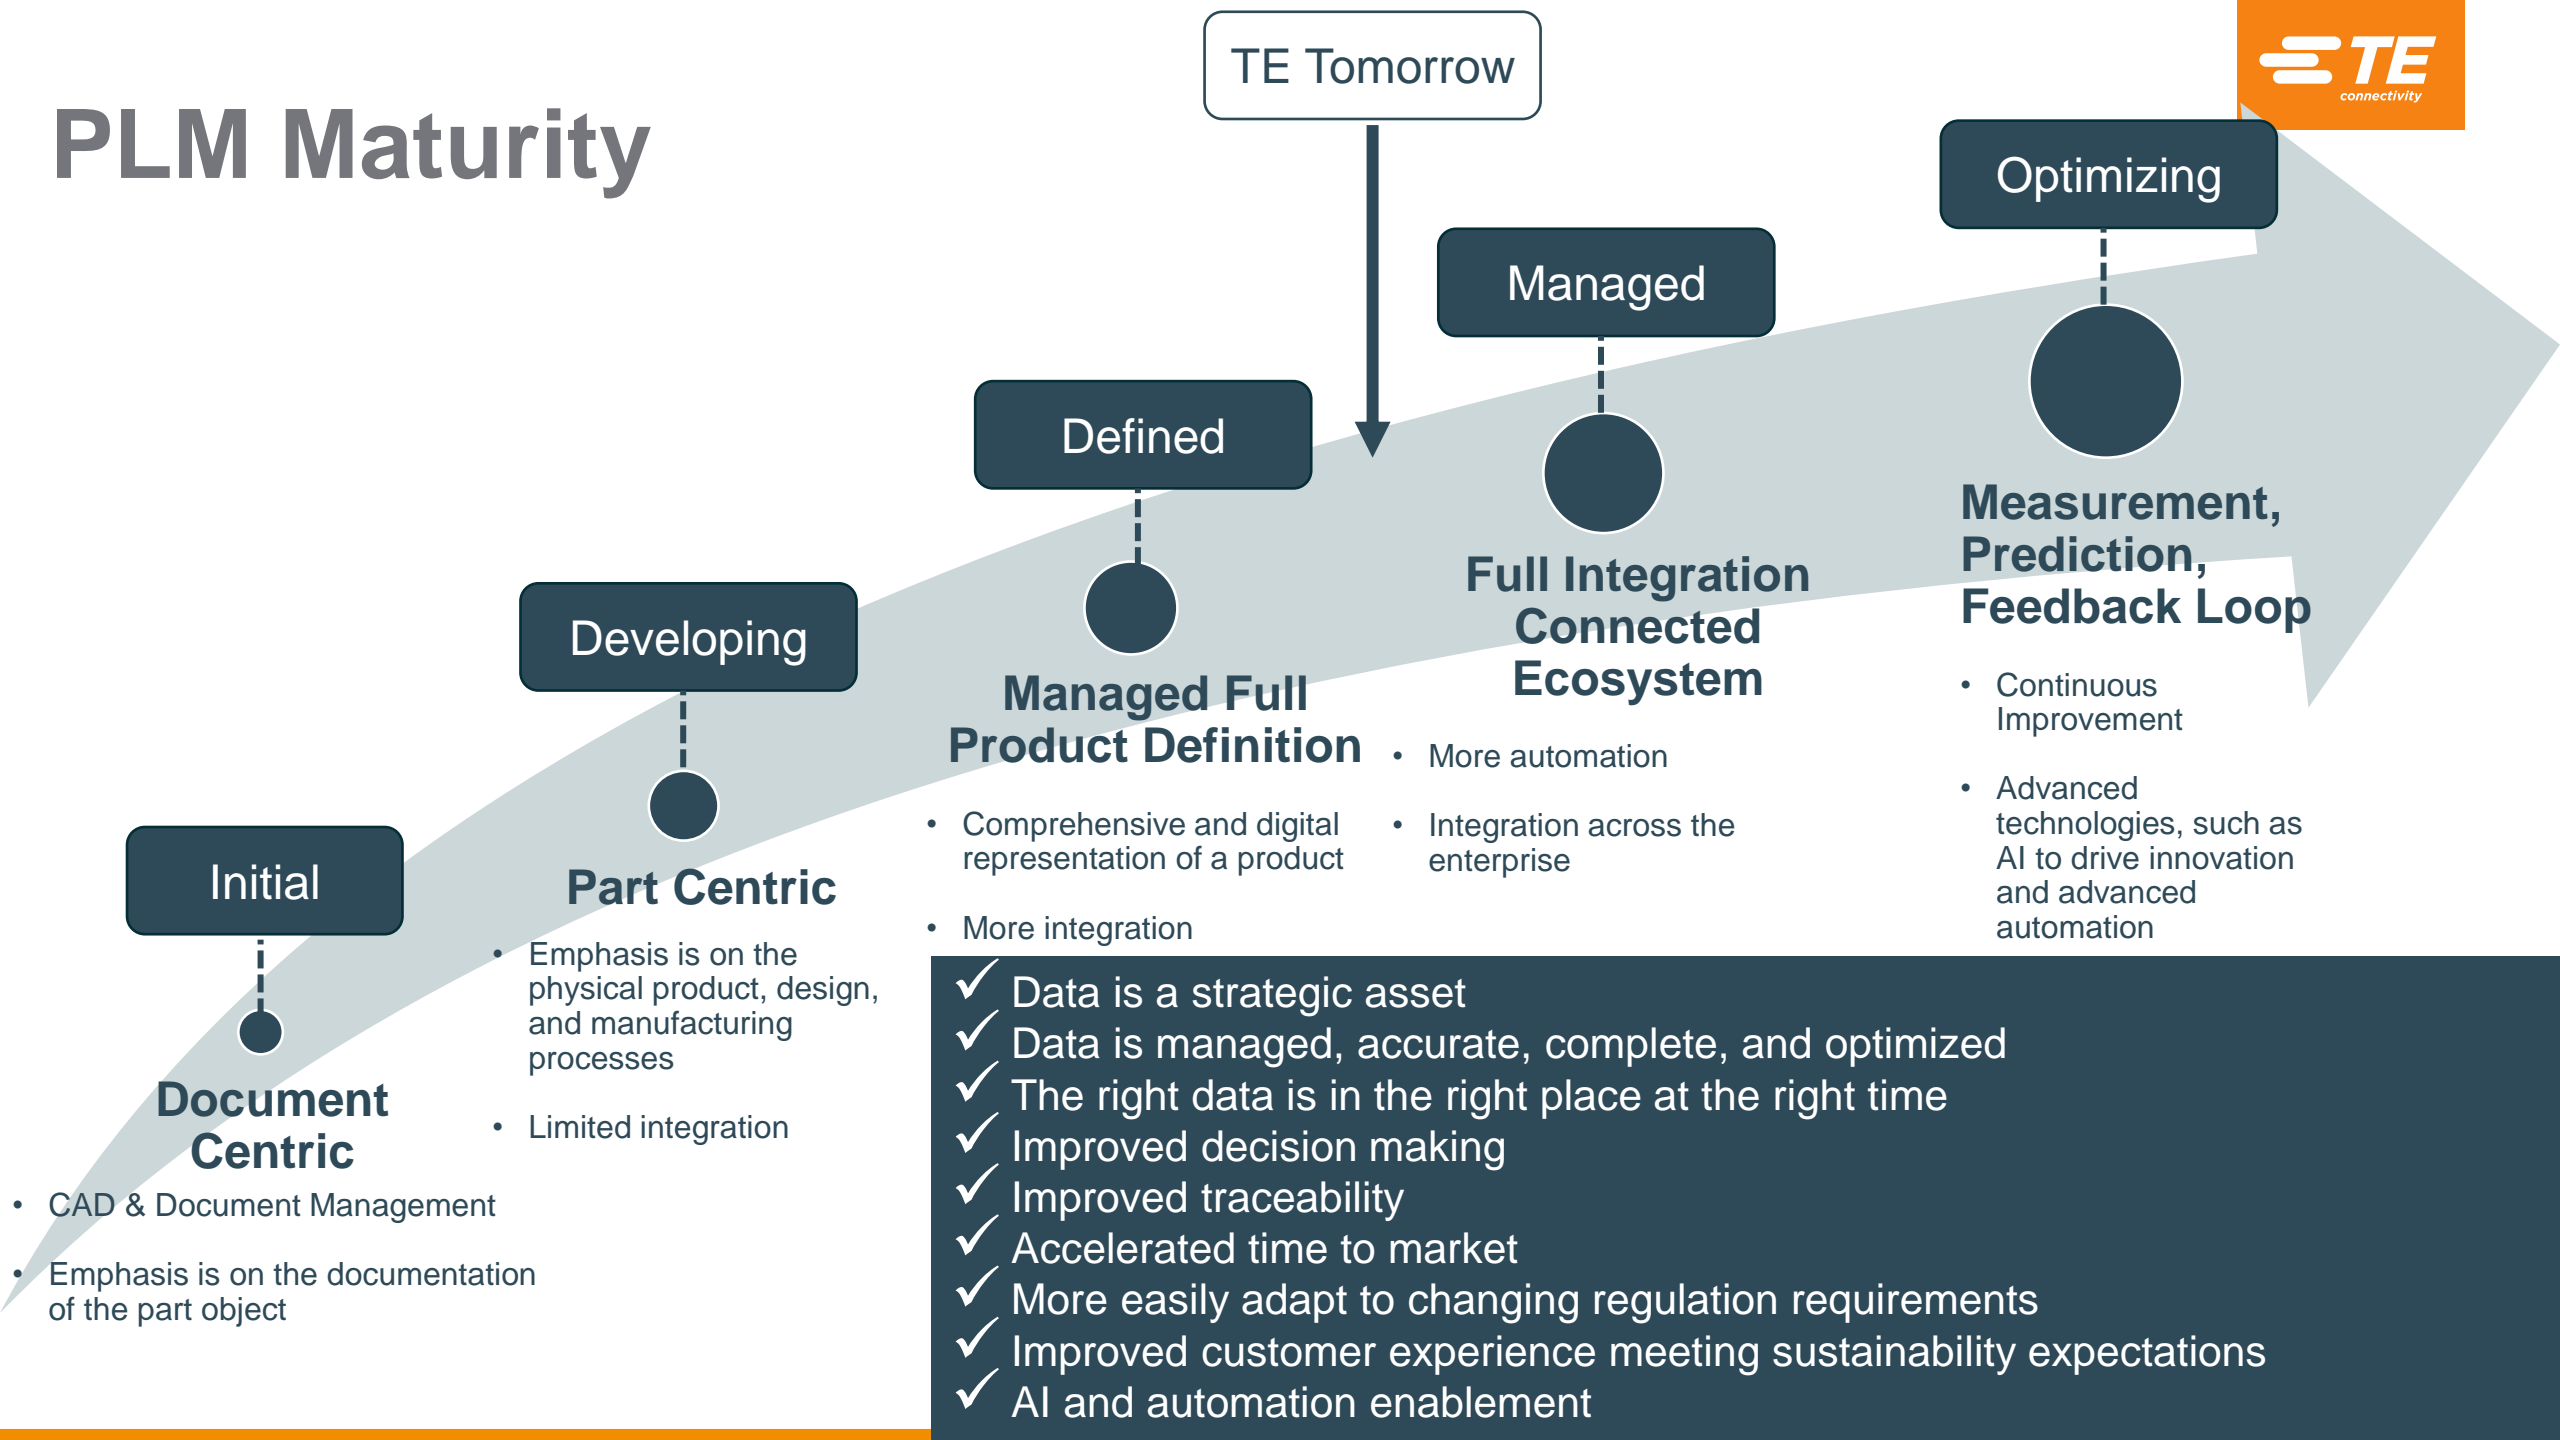 PLM Maturity
TE Tomorrow
TE
connectivity
Initial
Document
Centric
• CAD & Document Management
• Emphasis is on the documentation
of the part object
Developing
Part Centric
• Emphasis is on the
physical product, design,
and manufacturing
processes
• Limited integration
Defined
Managed Full
Product Definition
• Comprehensive and digital
representation of a product
• More integration
Managed
Full Integration
Connected
Ecosystem
• More automation
• Integration across the
enterprise
Optimizing
Measurement,
Prediction,
Feedback Loop
• Continuous
Improvement
• Advanced
technologies, such as
AI to drive innovation
and advanced
automation
✓ Data is a strategic asset
✓ Data is managed, accurate, complete, and optimized
✓ The right data is in the right place at the right time
✓ Improved decision making
✓ Improved traceability
✓ Accelerated time to market
✓ More easily adapt to changing regulation requirements
✓ Improved customer experience meeting sustainability expectations
✓ AI and automation enablement